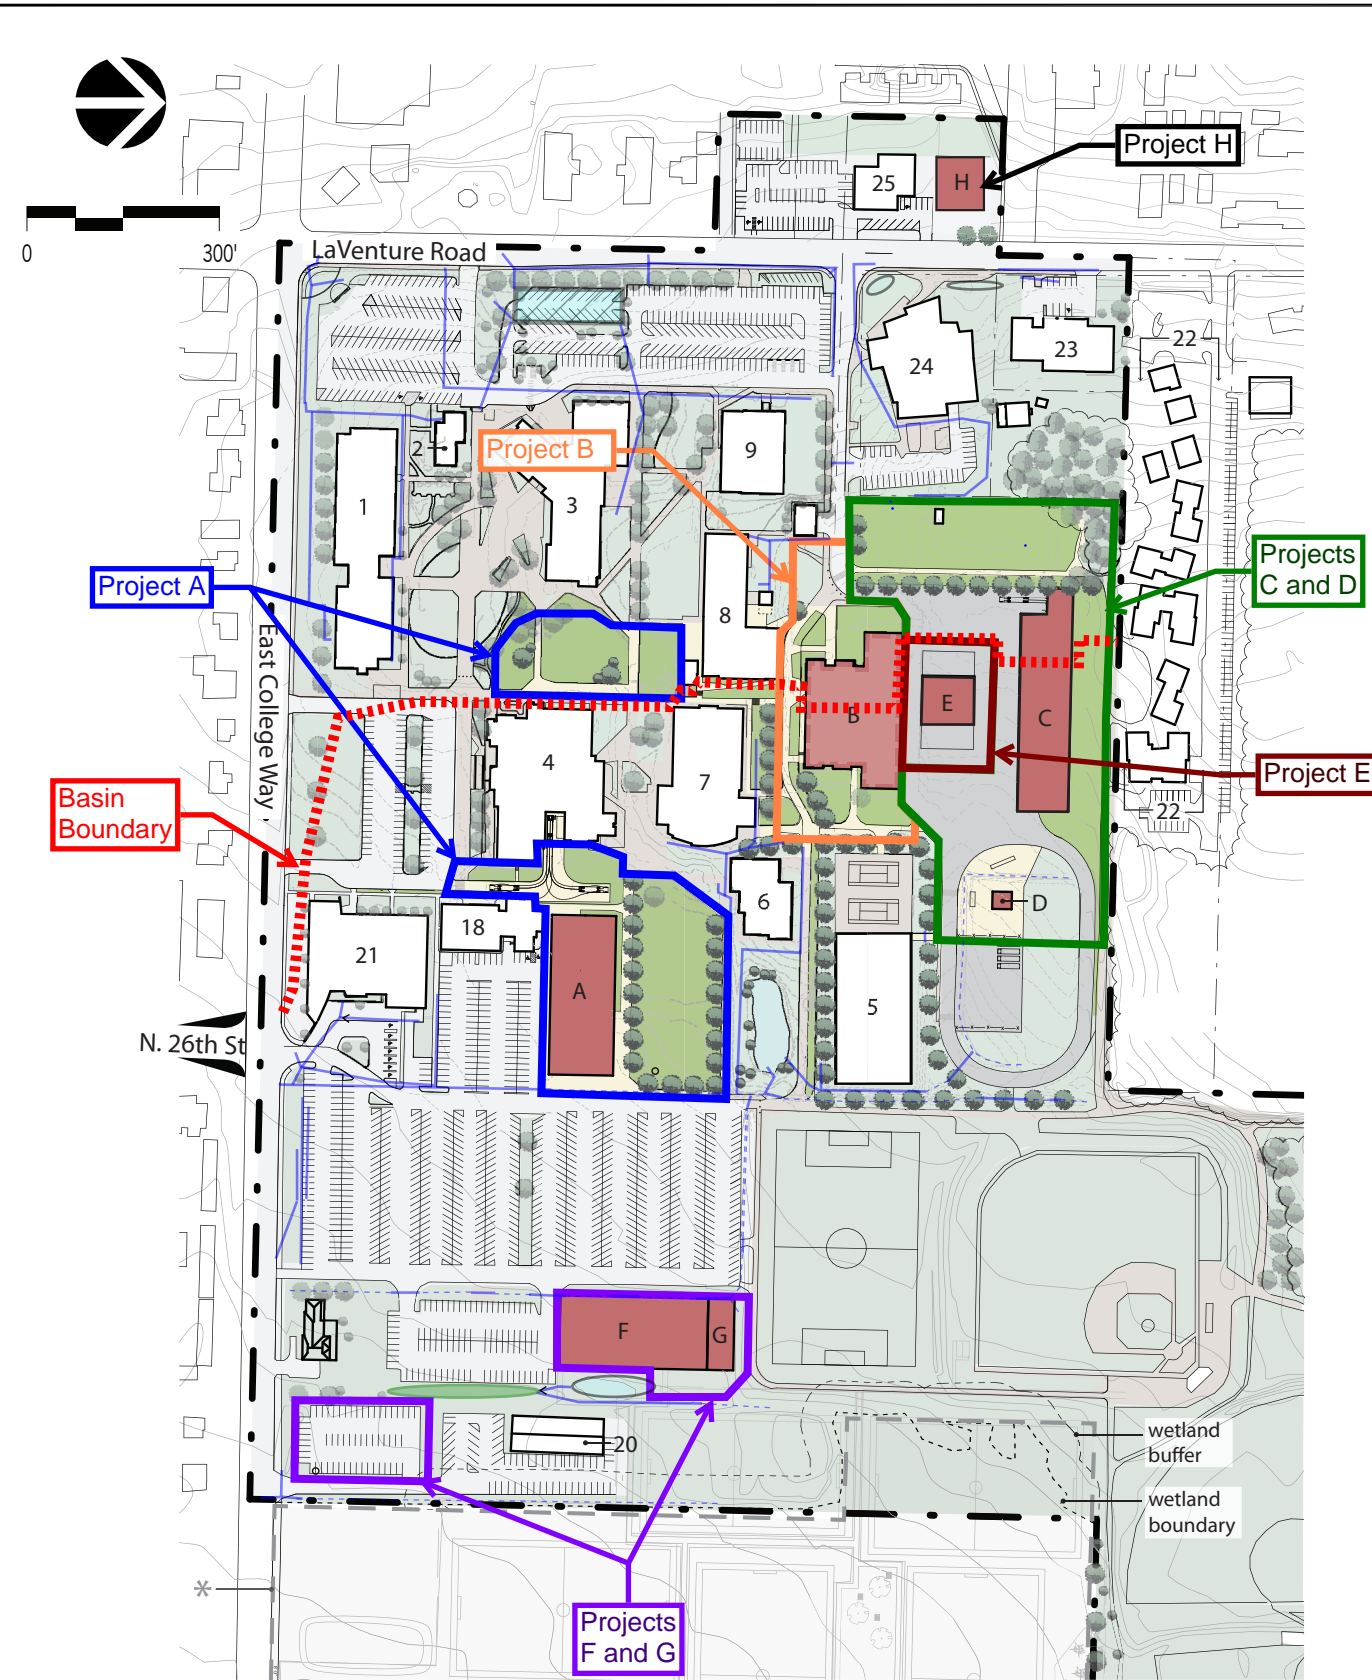 Project H
25
H
0
300'
LaVenture Road
22
23
24
2
Project B
9
3
1
Projects
C and D
Project A
8
East College Way
E
B
C
Project E
4
7
Basin
Boundary
22
6
D
18
21
A
5
N. 26th St
F
G
wetland
buffer
20
wetland
boundary
*
Projects
F and G